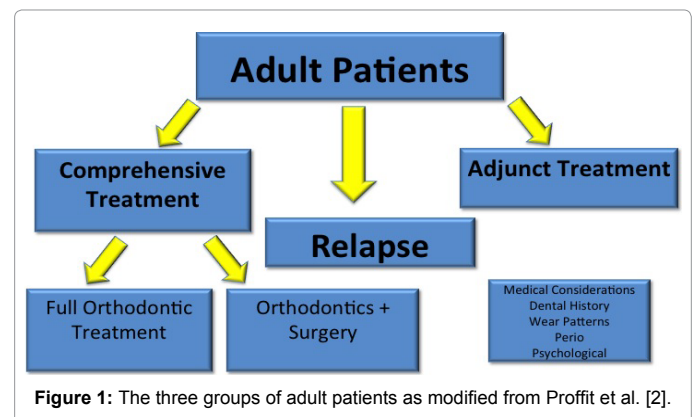 Adult Patients
Comprehensive
Treatment
Adjunct Treatment
Relapse
Full Orthodontic
Treatment
Orthodontics +
Surgery
Medical Considerations
Dental History
Wear Patterns
Perio
Psychological
Figure 1: The three groups of adult patients as modified from Proffit et al. [2].